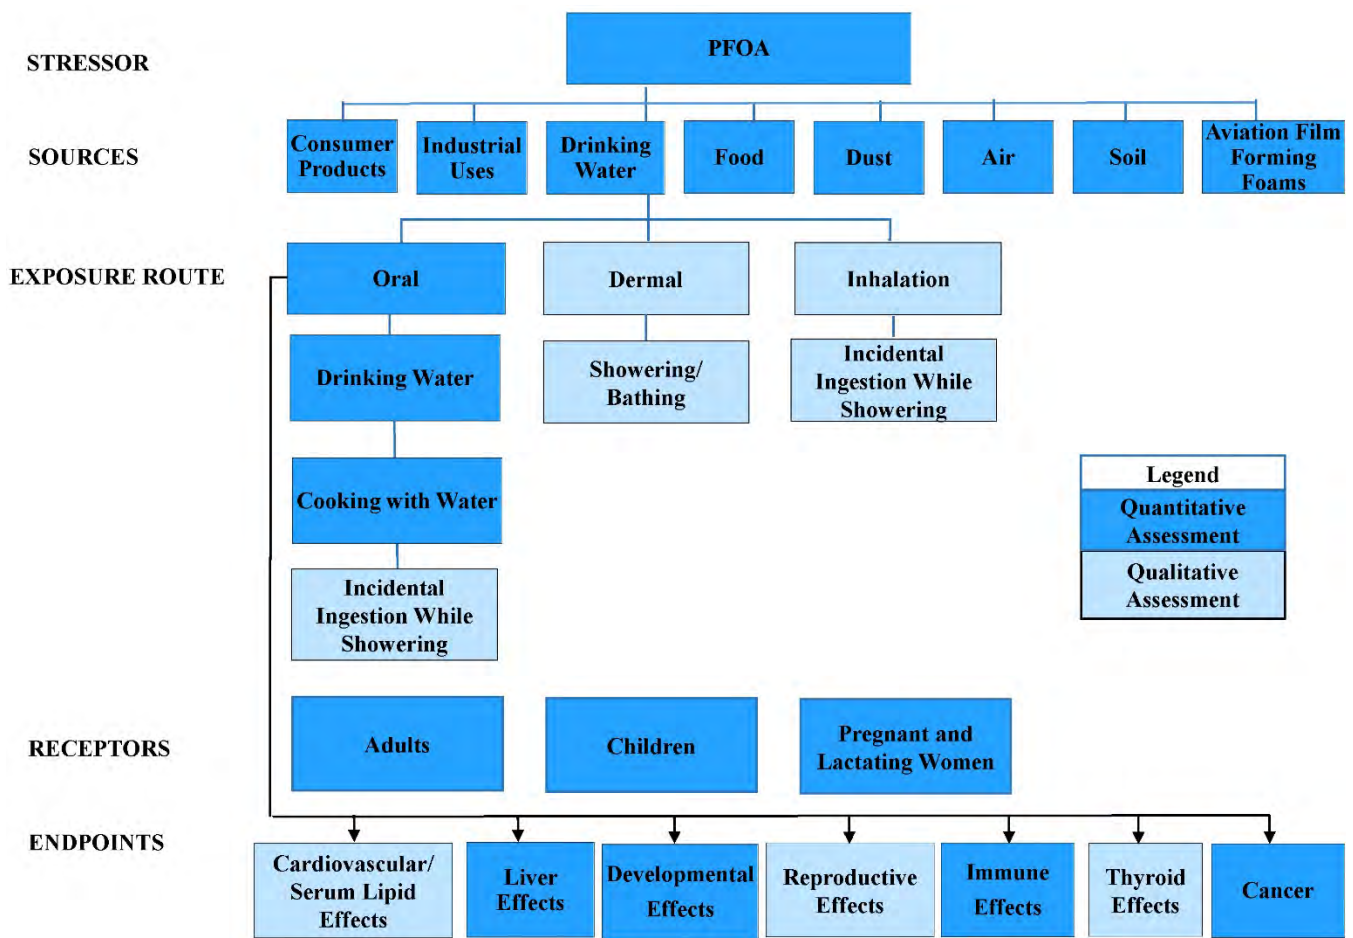 STRESSOR
PFOA
SOURCES
Consumer
Products
Industrial
Uses
Drinking
Water
Food
Dust
Air
Soil
Aviation Film
Forming
Foams
EXPOSURE ROUTE
Oral
Dermal
Inhalation
Drinking Water
Showering/
Bathing
Incidental
Ingestion While
Showering
Cooking with Water
Incidental
Ingestion While
Showering
Legend
Quantitative
Assessment
Qualitative
Assessment
RECEPTORS
Adults
Children
Pregnant and
Lactating Women
ENDPOINTS
Cardiovascular/
Serum Lipid
Effects
Liver
Effects
Developmental
Effects
Reproductive
Effects
Immune
Effects
Thyroid
Effects
Cancer